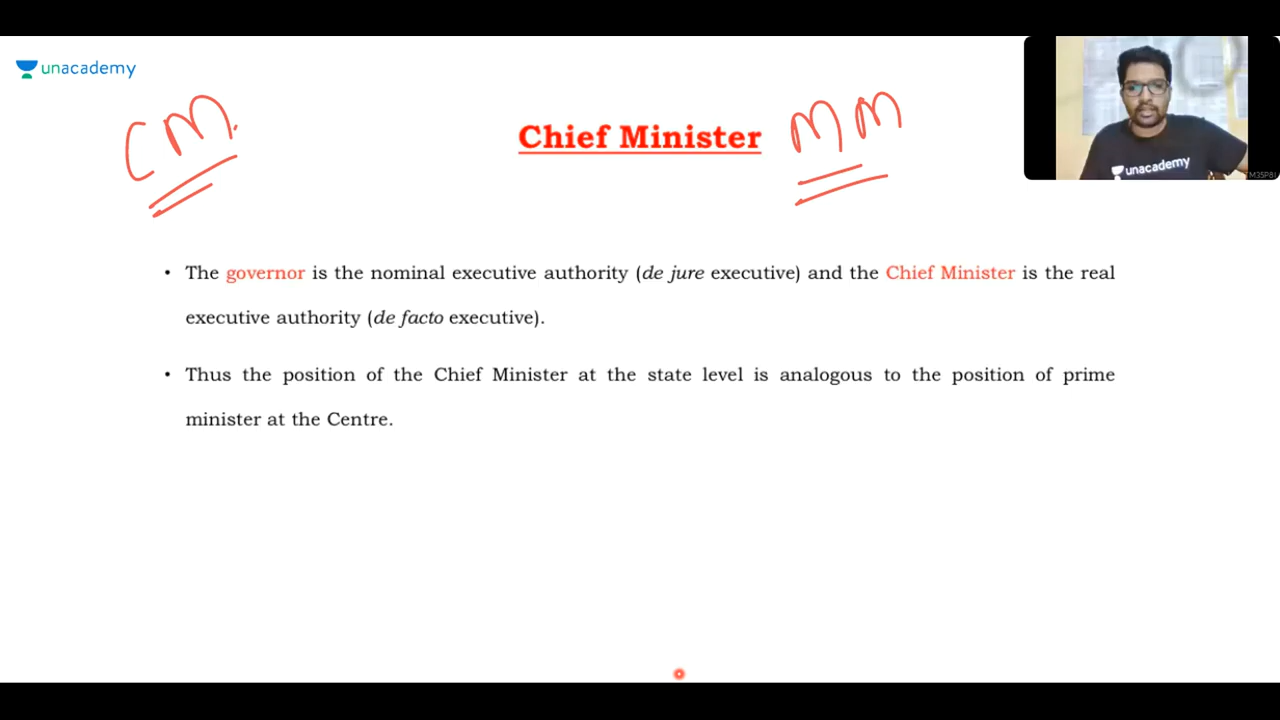 unacademy
CM.
Chief Minister
MM
unacademy
• The governor is the nominal executive authority (de jure executive) and the Chief Minister is the real
executive authority (de facto executive).
• Thus the position of the Chief Minister at the state level is analogous to the position of prime
minister at the Centre.